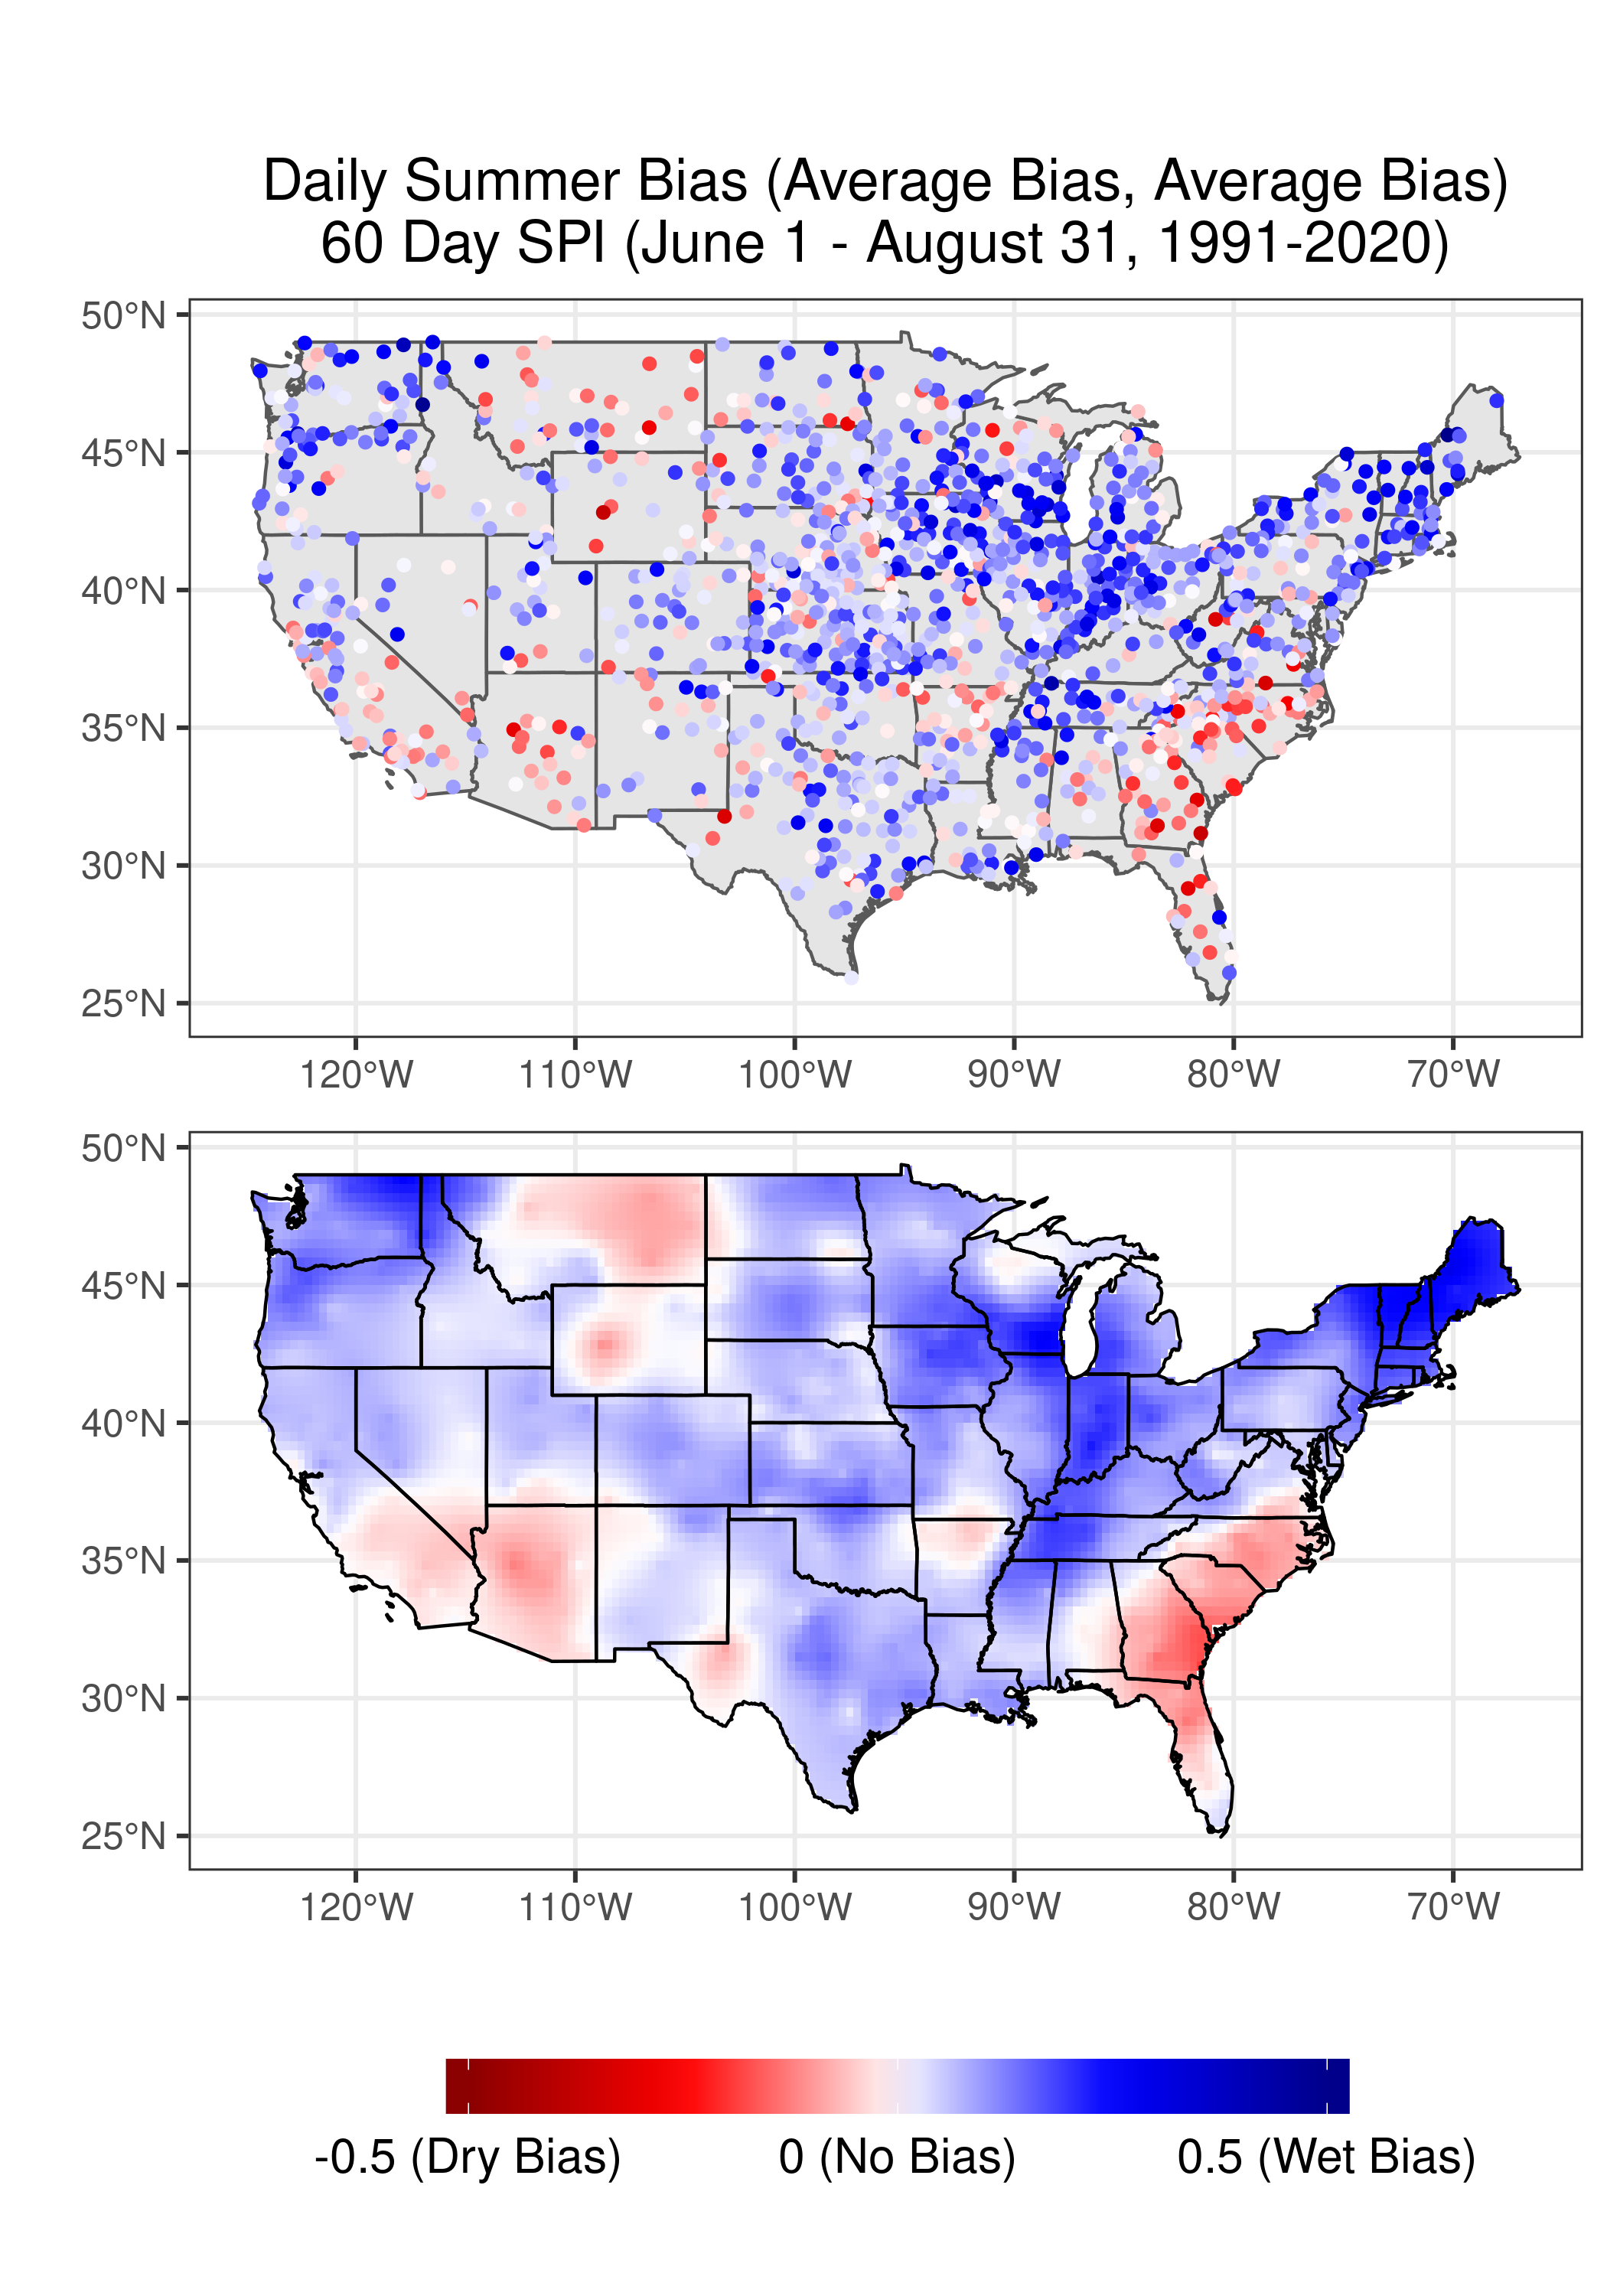 Daily Summer Bias (Average Bias, Average Bias)
60 Day SPI (June 1 - August 31, 1991-2020)
50°N
45°N
40°N
35°N
30°N
25°N
120°W 110°W 100°W 90°W 80°W 70°W
50°N
45°N
40°N
35°N
30°N
25°N
120°W 110°W 100°W 90°W 80°W 70°W
-0.5 (Dry Bias) 0 (No Bias) 0.5 (Wet Bias)